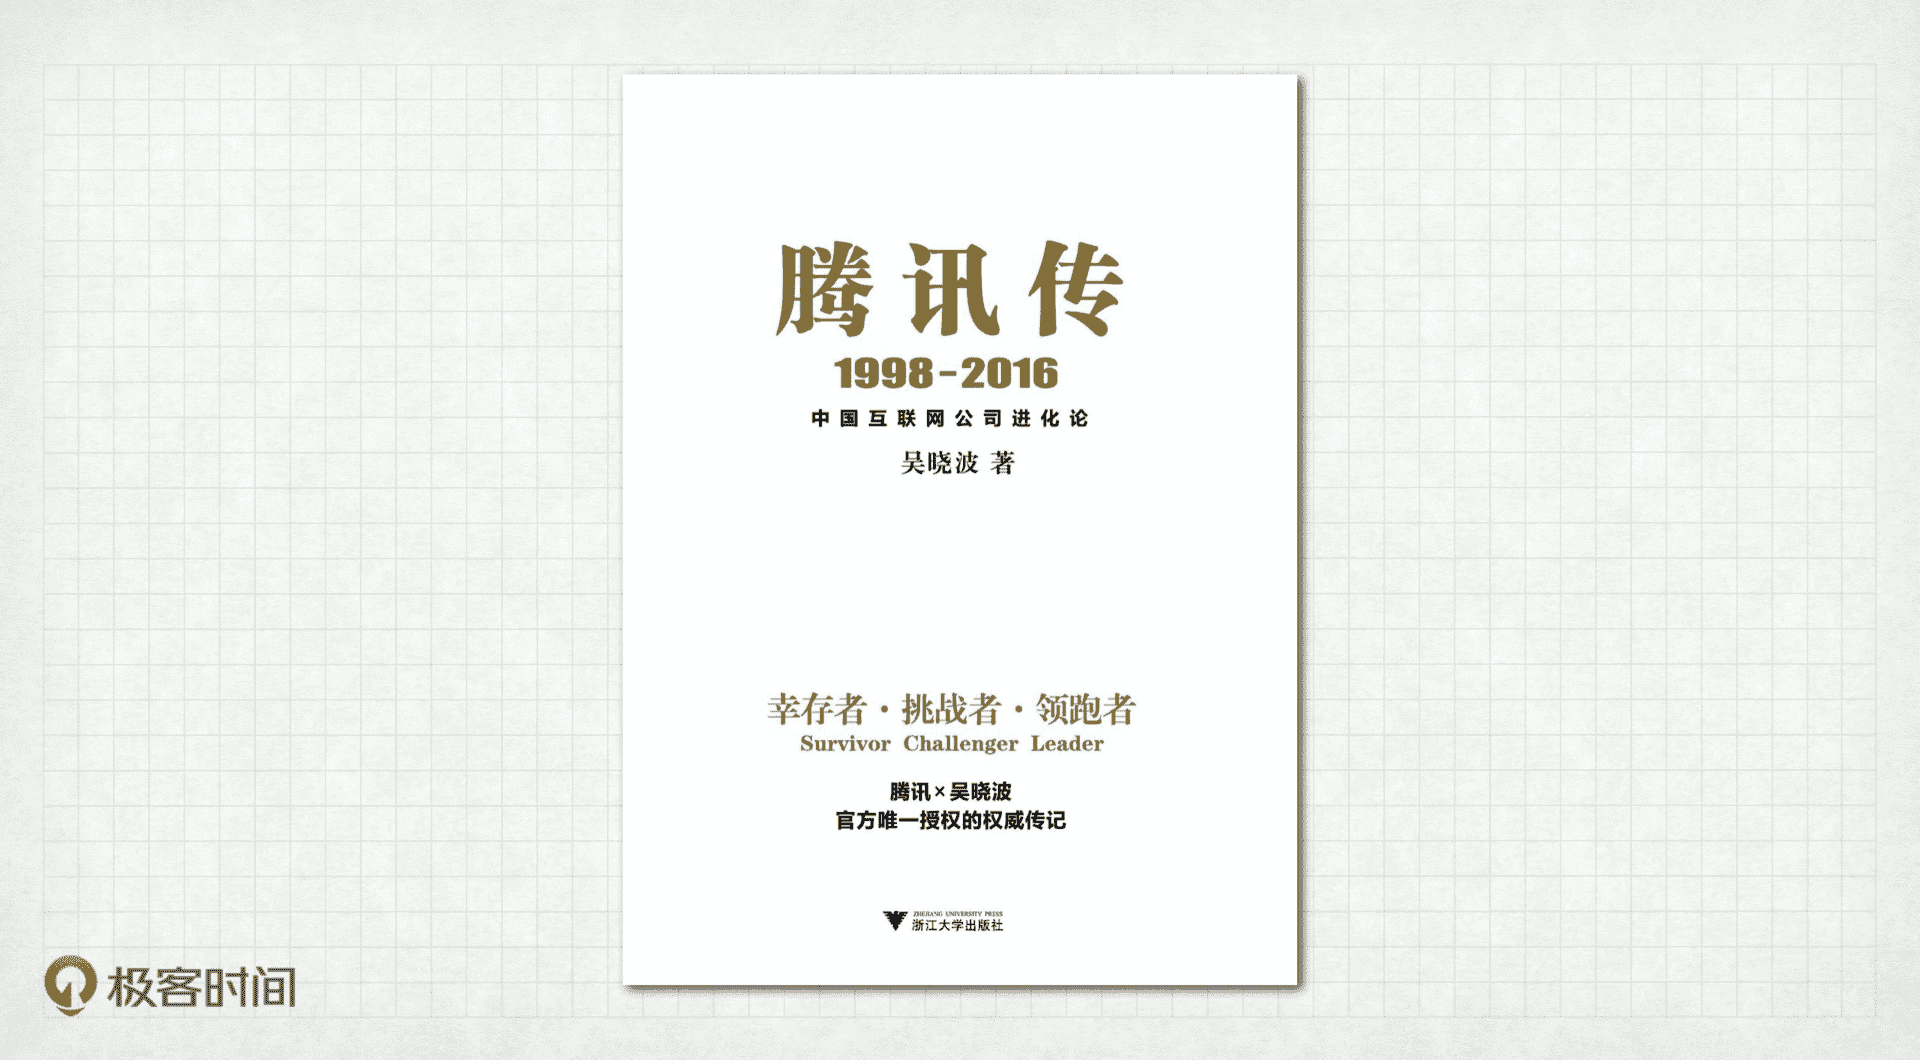 腾讯传
1998-2016
中国互联网公司进化论
吴晓波 著
幸存者·挑战者·领跑者
Survivor Challenger Leader
腾讯×吴晓波
官方唯一授权的权威传记
ZHEJIANG UNIVERSITY PRESS
浙江大学出版社
极客时间